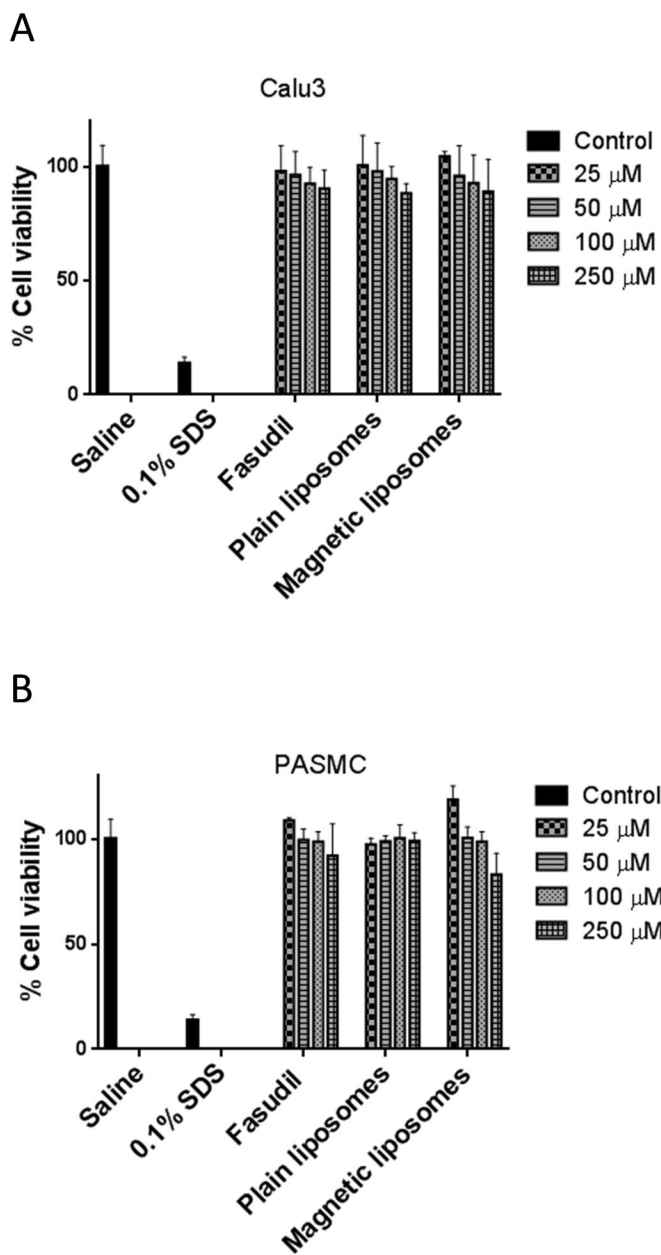 A
Calu3
% Cell viability
100
50
0
Saline
0.1% SDS
Fasudil
Plain liposomes
Magnetic liposomes
Control
25 μM
50 μM
100 μM
250 μM
B
PASMC
% Cell viability
100
50
0
Saline
0.1% SDS
Fasudil
Plain liposomes
Magnetic liposomes
Control
25 μM
50 μM
100 μM
250 μM